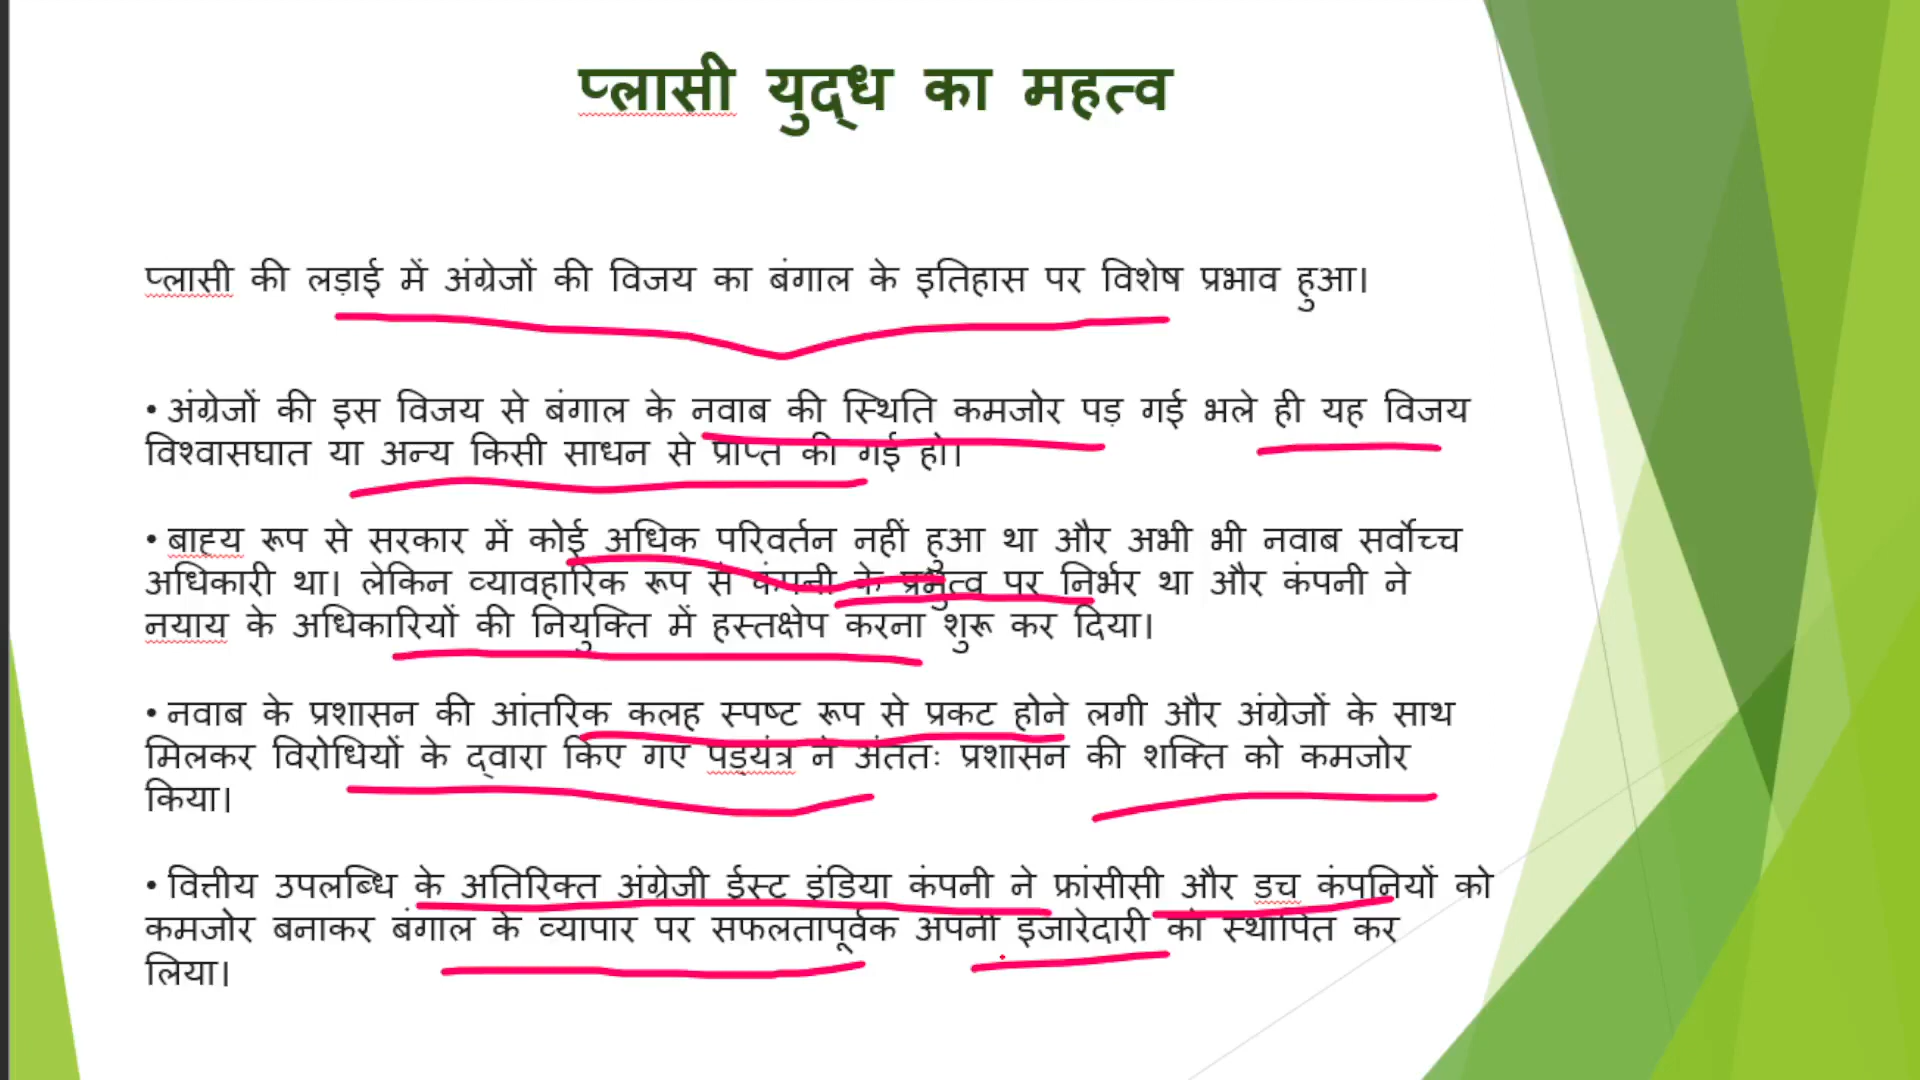 प्लासी युद्ध का महत्व
प्लासी की लड़ाई में अंग्रेजों की विजय का बंगाल के इतिहास पर विशेष प्रभाव हुआ।
• अंग्रेजों की इस विजय से बंगाल के नवाब की स्थिति कमजोर पड़ गई भले ही यह विजय
विश्वासघात या अन्य किसी साधन से प्राप्त की गई हो।
• बाह्य रूप से सरकार में कोई अधिक परिवर्तन नहीं हुआ था और अभी भी नवाब सर्वोच्च
अधिकारी था। लेकिन व्यावहारिक रूप से कंपनी के प्रभुत्व पर निर्भर था और कंपनी ने
नयाय के अधिकारियों की नियुक्ति में हस्तक्षेप करना शुरू कर दिया।
• नवाब के प्रशासन की आंतरिक कलह स्पष्ट रूप से प्रकट होने लगी और अंग्रेजों के साथ
मिलकर विरोधियों के द्वारा किए गए पड्यंत्र ने अंततः प्रशासन की शक्ति को कमजोर
किया।
• वित्तीय उपलब्धि के अतिरिक्त अंग्रेजी ईस्ट इंडिया कंपनी ने फ्रांसीसी और डच कंपनियों को
कमजोर बनाकर बंगाल के व्यापार पर सफलतापूर्वक अपनी इजारेदारी को स्थापित कर
लिया।